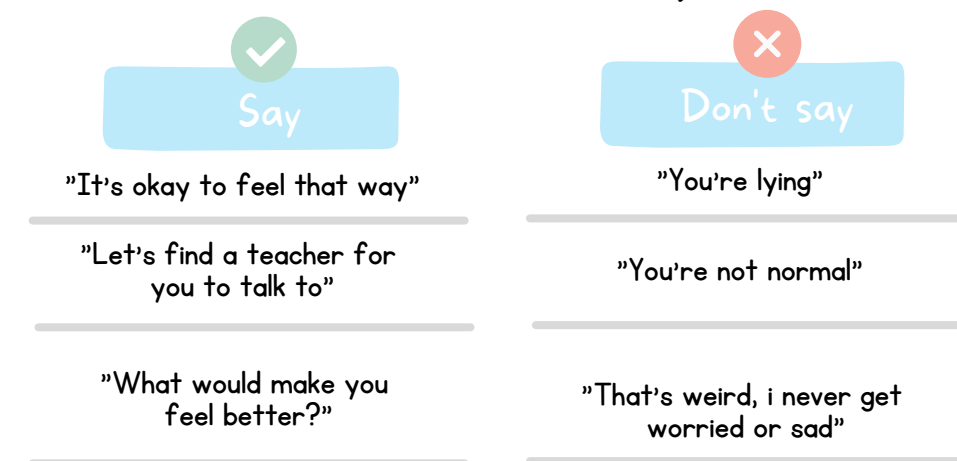 Say
"It's okay to feel that way"
"Let's find a teacher for
you to talk to"
"What would make you
feel better?"
Don't say
"You're lying"
"You're not normal"
"That's weird, i never get
worried or sad"